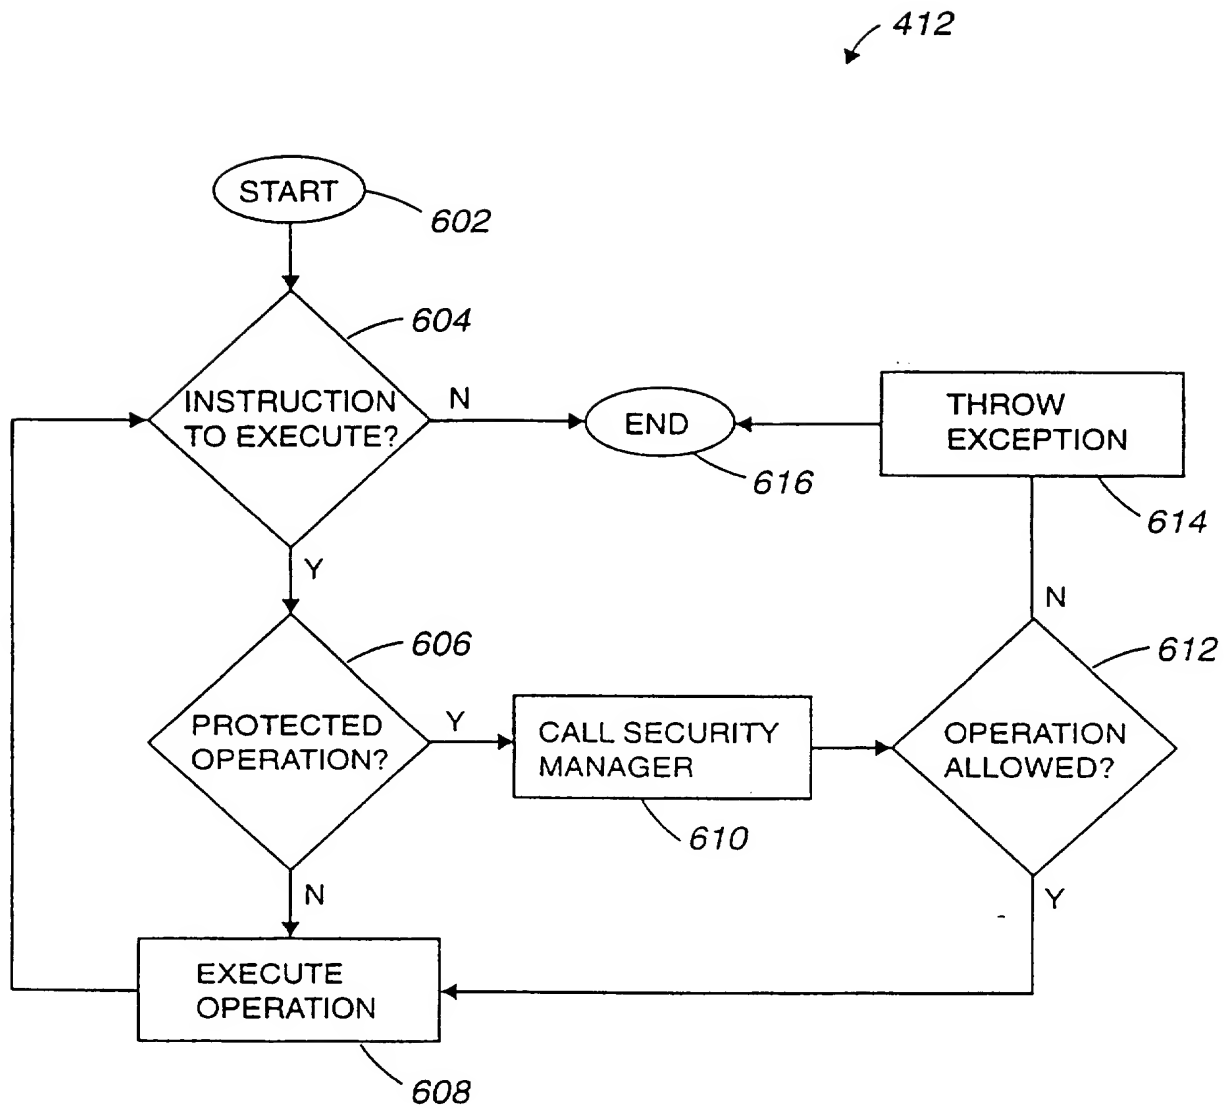 412
START
602
604
INSTRUCTION
TO EXECUTE?
N
END
616
THROW
EXCEPTION
614
Y
N
606
612
PROTECTED
OPERATION?
Y
CALL SECURITY
MANAGER
610
OPERATION
ALLOWED?
N
Y
EXECUTE
OPERATION
608